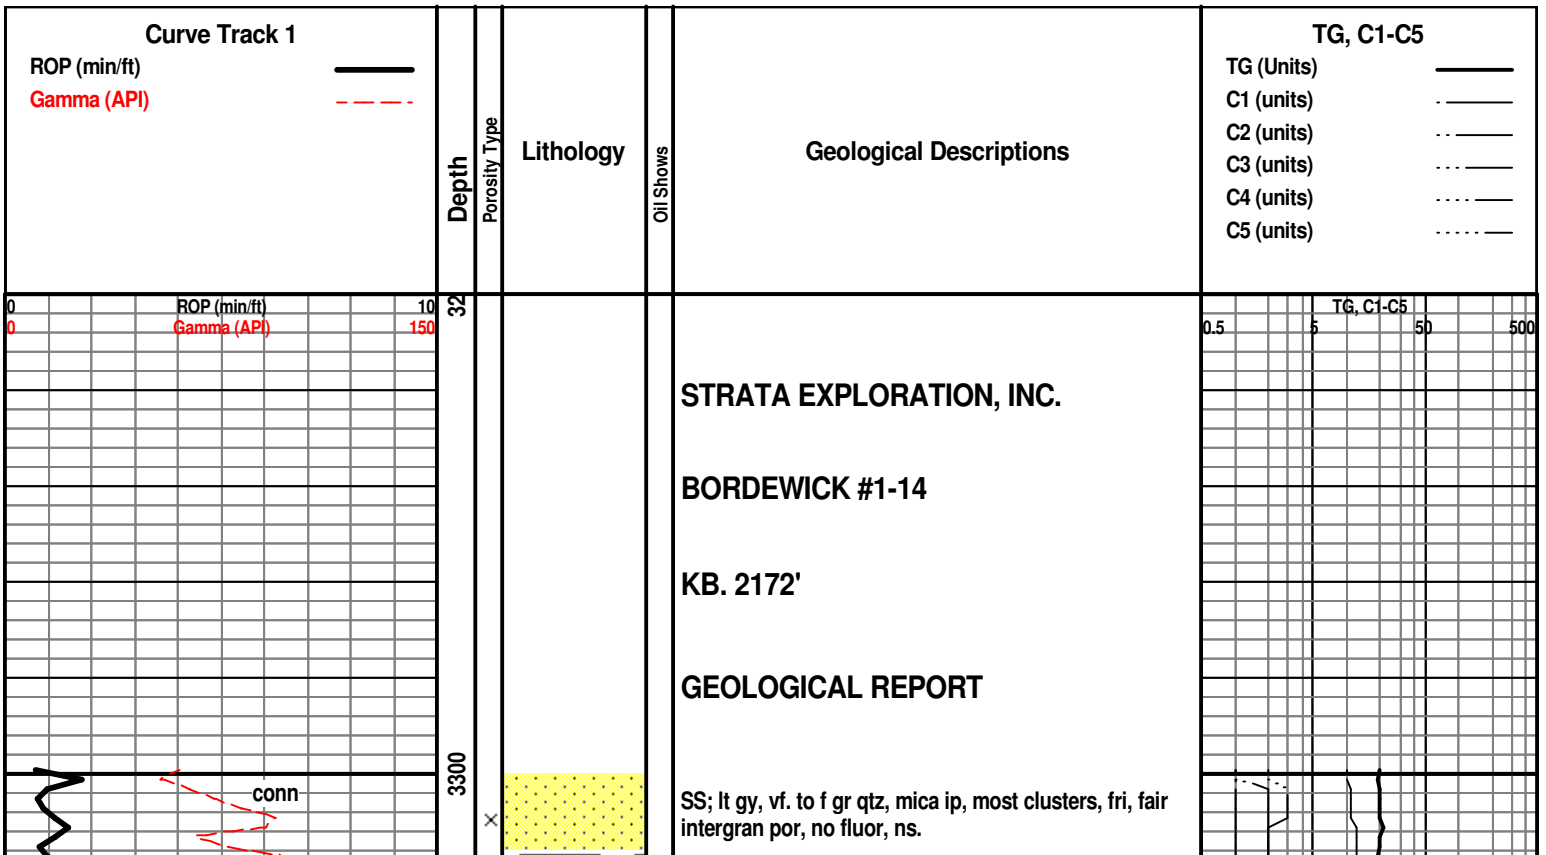 Curve Track 1
ROP (min/ft)
Gamma (API)
Depth
Porosity Type
Lithology
Oil Shows
Geological Descriptions
TG, C1-C5
TG (Units)
C1 (units)
C2 (units)
C3 (units)
C4 (units)
C5 (units)
0 ROP (min/ft) 10
0 Gamma (API) 150
32
TG, C1-C5
0.5 5 50 500
STRATA EXPLORATION, INC.
BORDEWICK #1-14
KB. 2172'
GEOLOGICAL REPORT
3300
conn
SS; lt gy, vf. to f gr qtz, mica ip, most clusters, fri, fair
intergran por, no fluor, ns.